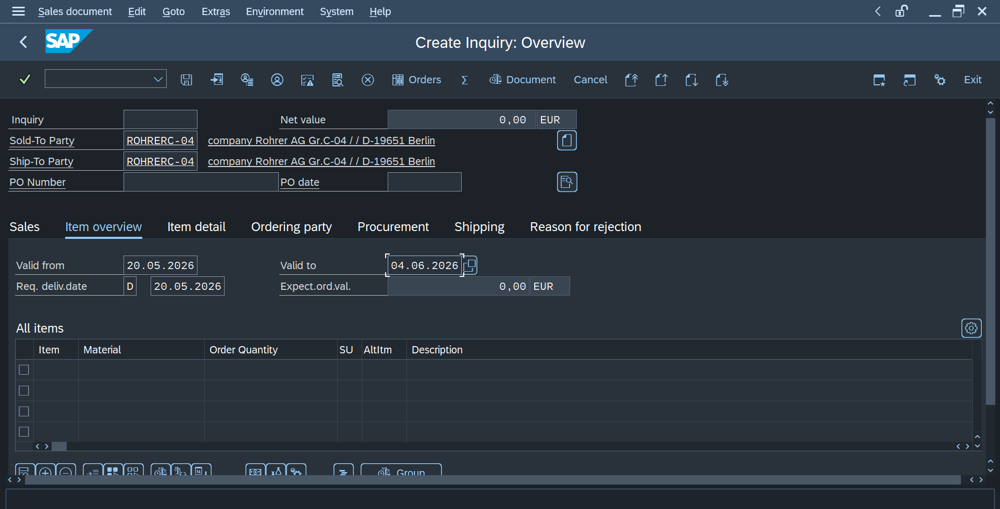 Sales document Edit Goto Extras Environment System Help
SAP Create Inquiry: Overview
Orders Σ Document Cancel Exit
Inquiry Net value 0,00 EUR
Sold-To Party ROHRERC-04 company Rohrer AG Gr.C-04 / / D-19651 Berlin
Ship-To Party ROHRERC-04 company Rohrer AG Gr.C-04 / / D-19651 Berlin
PO Number PO date
Sales Item overview Item detail Ordering party Procurement Shipping Reason for rejection
Valid from 20.05.2026 Valid to 04.06.2026
Req. deliv.date D 20.05.2026 Expect.ord.val. 0,00 EUR
All items
Item Material Order Quantity SU AltItm Description
14 Group